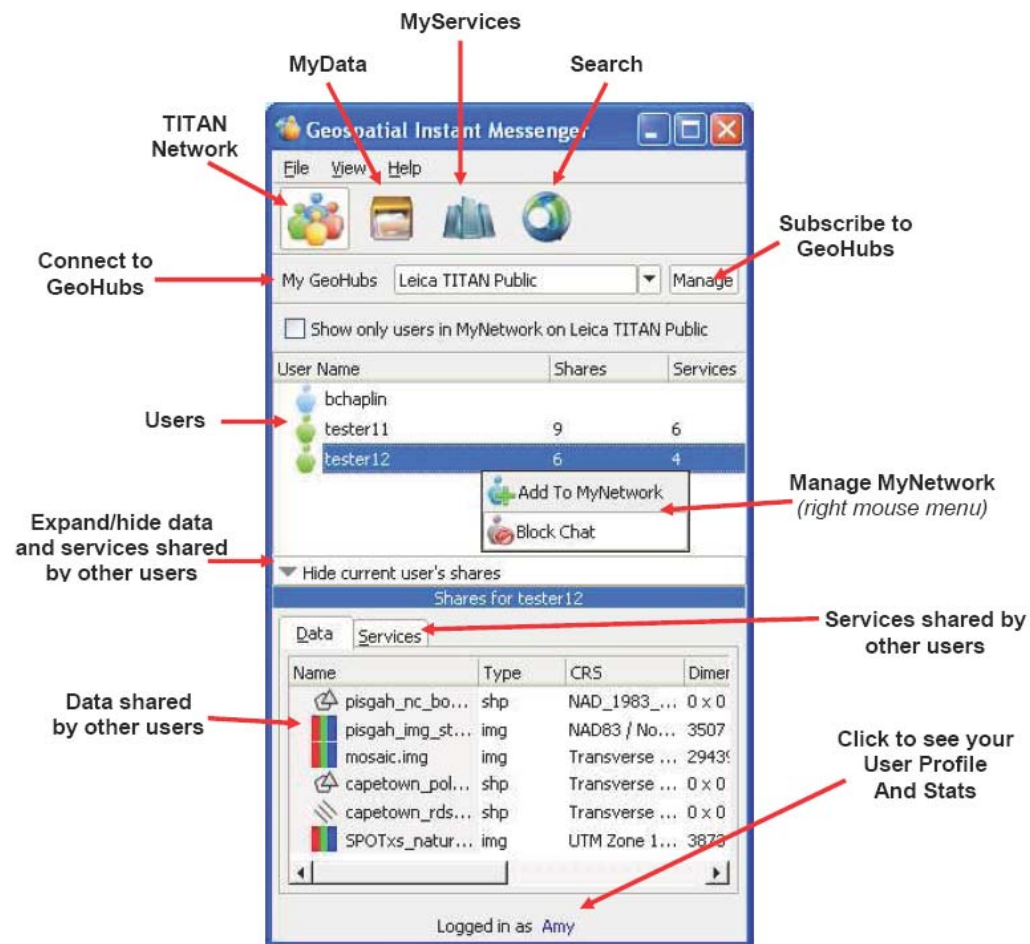 MyServices
MyData
Search
TITAN
Network
Geospatial Instant Messenger
File View Help
Subscribe to
GeoHubs
Connect to
GeoHubs
My GeoHubs Leica TITAN Public Manage
Show only users in MyNetwork on Leica TITAN Public
User Name Shares Services
bchaplin
Users
tester11 9 6
tester12 6 4
Add To MyNetwork
Block Chat
Manage MyNetwork
(right mouse menu)
Expand/hide data
and services shared
by other users
Hide current user's shares
Shares for tester12
Data Services
Services shared by
other users
Name Type CRS Dimer
pisgah_nc_bo... shp NAD_1983_... 0 x 0
pisgah_img_st... img NAD83 / No... 3507
mosaic.img img Transverse ... 29439
capetown_pol... shp Transverse ... 0 x 0
capetown_rds... shp Transverse ... 0 x 0
SPOTxs_natur... img UTM Zone 1... 3873
Data shared
by other users
Click to see your
User Profile
And Stats
Logged in as Amy